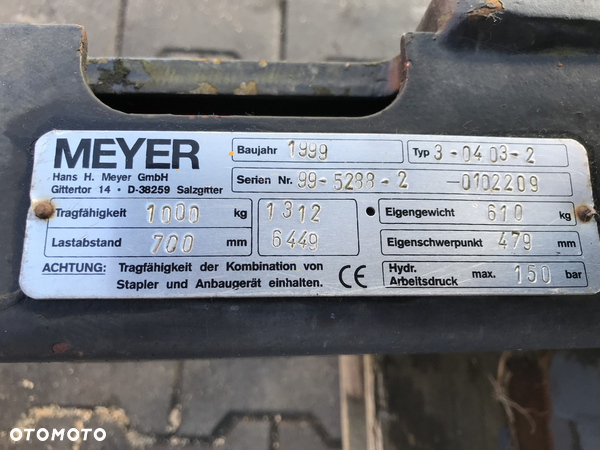 MEYER
Hans H. Meyer GmbH
Gittertor 14 • D-38259 Salzgitter
Baujahr 1999 Typ 3-0403-2
Serien Nr. 99-5288-2 -0102209
Tragfähigkeit 1000 kg 1312 Eigengewicht 610 kg
Lastabstand 700 mm 6449 Eigenschwerpunkt 479 mm
ACHTUNG: Tragfähigkeit der Kombination von
Stapler und Anbaugerät einhalten. CE
Hydr.
Arbeitsdruck max. 150 bar
OTOMOTO